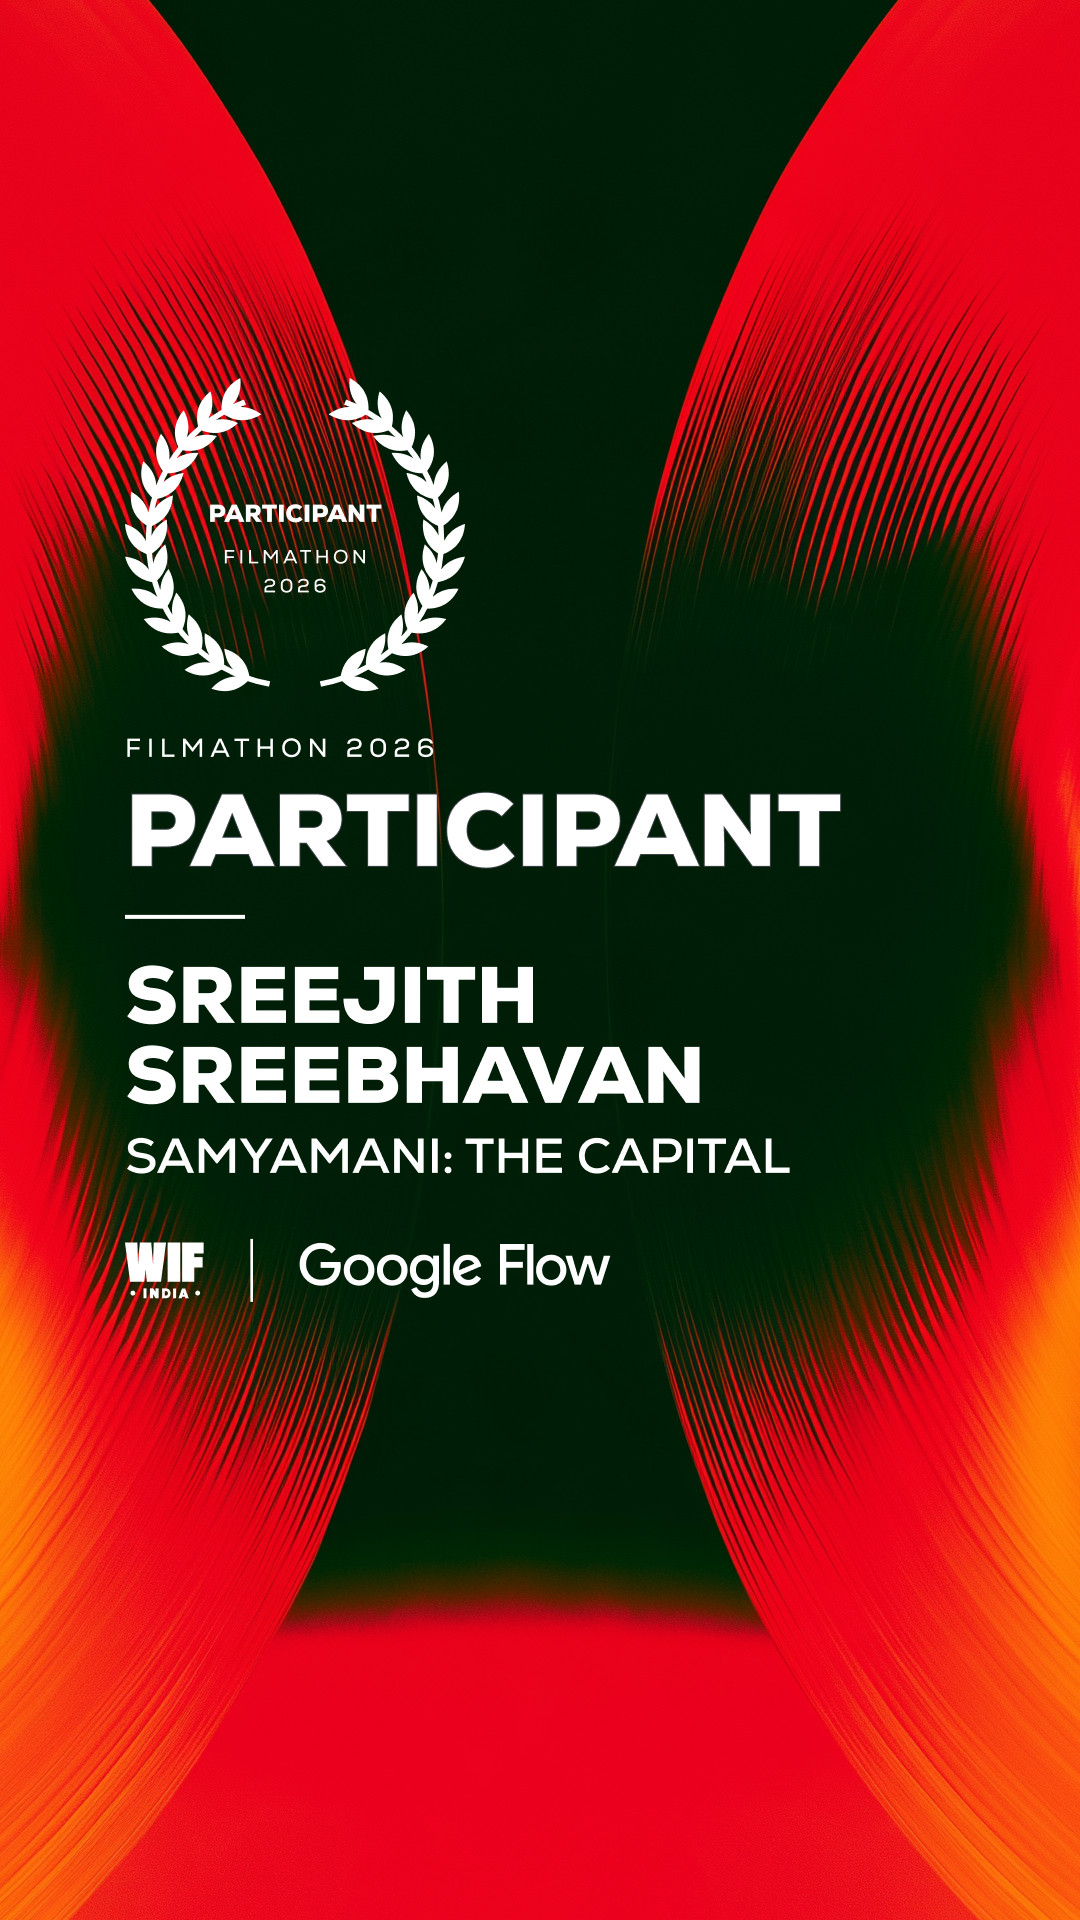 PARTICIPANT
FILMATHON
2026
FILMATHON 2026
PARTICIPANT
SREEJITH
SREEBHAVAN
SAMYAMANI: THE CAPITAL
WIF
• INDIA •
Google Flow